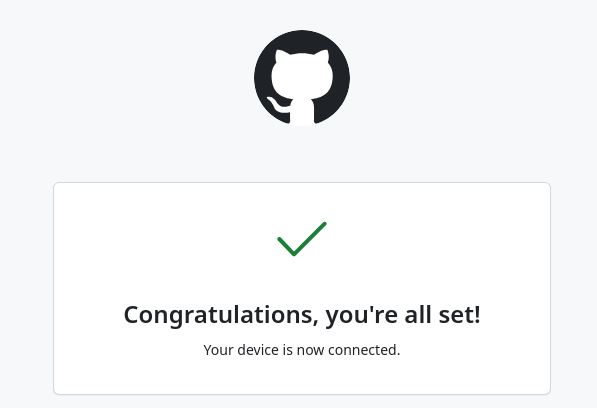 Congratulations, you're all set!
Your device is now connected.